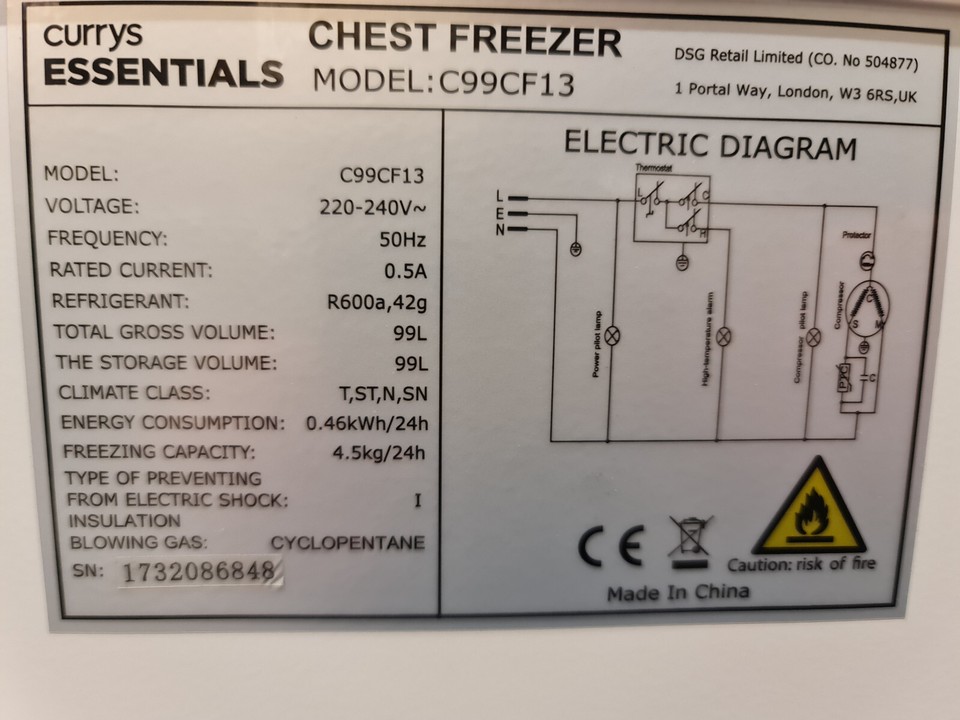 currys
ESSENTIALS
CHEST FREEZER
MODEL:C99CF13
DSG Retail Limited (CO. No 504877)
1 Portal Way, London, W3 6RS,UK
MODEL: C99CF13
VOLTAGE: 220-240V~
FREQUENCY: 50Hz
RATED CURRENT: 0.5A
REFRIGERANT: R600a,42g
TOTAL GROSS VOLUME: 99L
THE STORAGE VOLUME: 99L
CLIMATE CLASS: T,ST,N,SN
ENERGY CONSUMPTION: 0.46kWh/24h
FREEZING CAPACITY: 4.5kg/24h
TYPE OF PREVENTING
FROM ELECTRIC SHOCK: I
INSULATION
BLOWING GAS: CYCLOPENTANE
SN: 1732086848
ELECTRIC DIAGRAM
Thermostat
L
E
N
L
C
H
Power pilot lamp
High-temperature alarm
Compressor pilot lamp
Protector
Compressor
C
S M
PTC
C
CE
Caution: risk of fire
Made In China